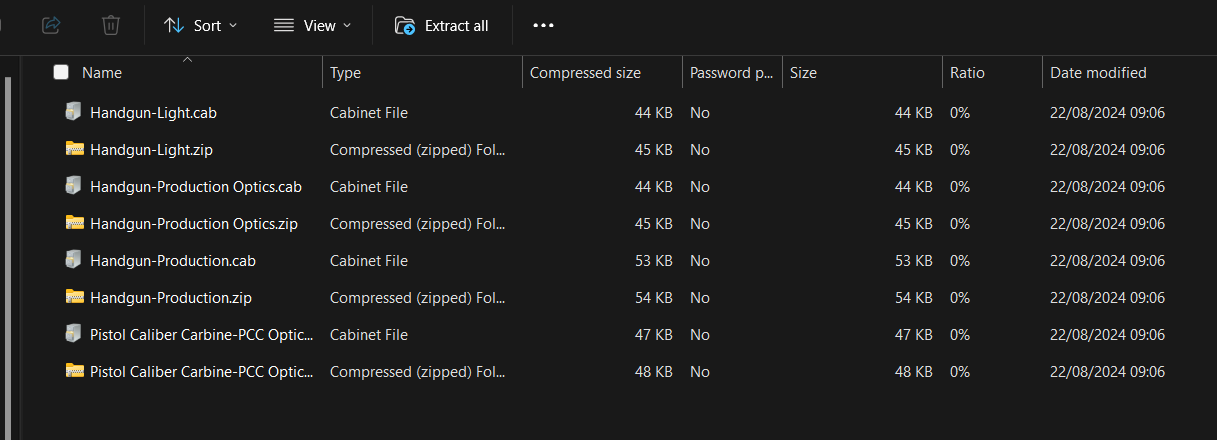 Sort View Extract all •••
Name Type Compressed size Password p... Size Ratio Date modified
Handgun-Light.cab Cabinet File 44 KB No 44 KB 0% 22/08/2024 09:06
Handgun-Light.zip Compressed (zipped) Fol... 45 KB No 45 KB 0% 22/08/2024 09:06
Handgun-Production Optics.cab Cabinet File 44 KB No 44 KB 0% 22/08/2024 09:06
Handgun-Production Optics.zip Compressed (zipped) Fol... 45 KB No 45 KB 0% 22/08/2024 09:06
Handgun-Production.cab Cabinet File 53 KB No 53 KB 0% 22/08/2024 09:06
Handgun-Production.zip Compressed (zipped) Fol... 54 KB No 54 KB 0% 22/08/2024 09:06
Pistol Caliber Carbine-PCC Optic... Cabinet File 47 KB No 47 KB 0% 22/08/2024 09:06
Pistol Caliber Carbine-PCC Optic... Compressed (zipped) Fol... 48 KB No 48 KB 0% 22/08/2024 09:06